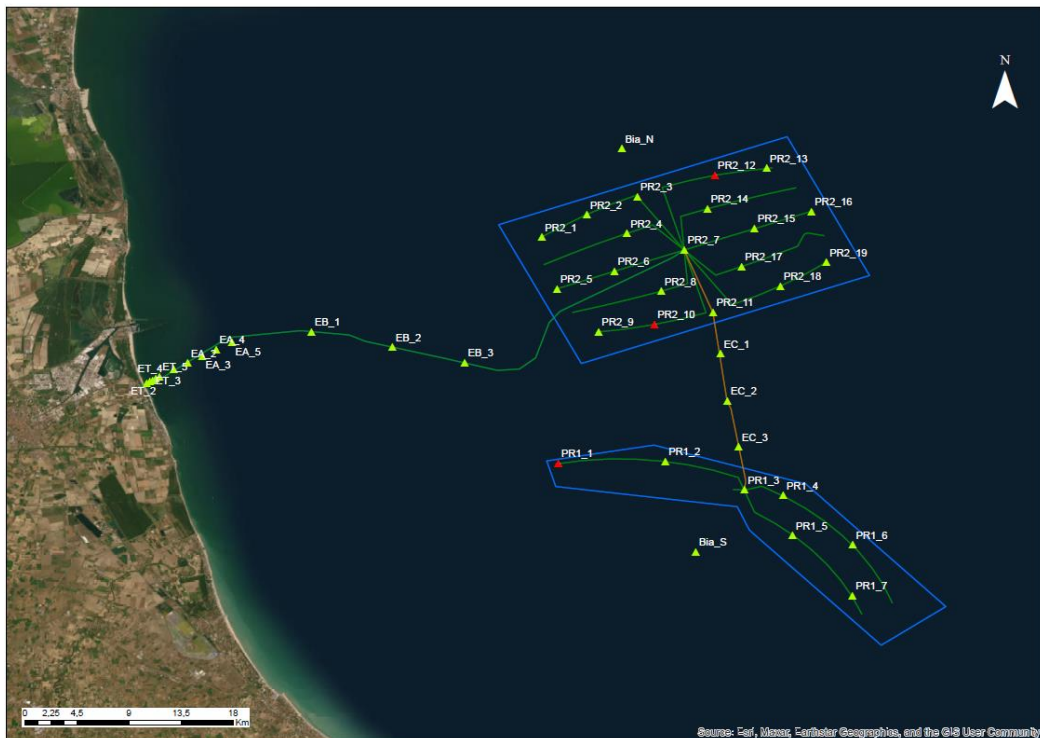 N
Bia_N
PR2_13
PR2_12
PR2_3
PR2_2
PR2_14
PR2_16
PR2_1
PR2_4
PR2_15
PR2_7
PR2_6
PR2_17
PR2_19
PR2_5
PR2_8
PR2_18
PR2_11
PR2_9
PR2_10
EA_4
EB_1
EA_5
EB_2
EC_1
EA_2
EA_3
EB_3
ET_4
ET_5
ET_3
ET_2
EC_2
EC_3
PR1_1
PR1_2
PR1_3
PR1_4
PR1_5
PR1_6
Bia_S
PR1_7
0 2,25 4,5 9 13,5 18
Km
Source: Esri, Maxar, Earthstar Geographics, and the GIS User Community